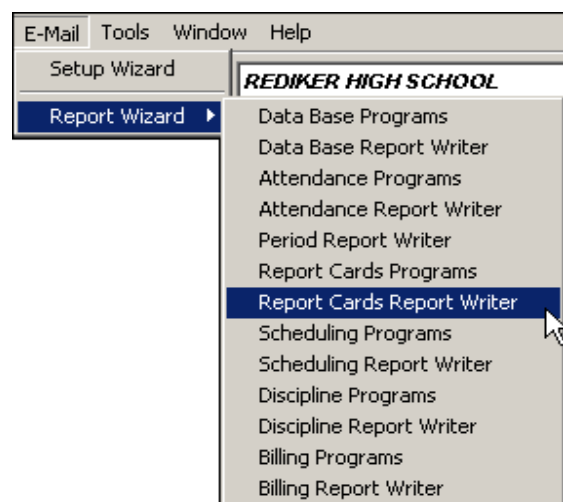 E-Mail Tools Window Help
Setup Wizard
REDIKER HIGH SCHOOL
Report Wizard
Data Base Programs
Data Base Report Writer
Attendance Programs
Attendance Report Writer
Period Report Writer
Report Cards Programs
Report Cards Report Writer
Scheduling Programs
Scheduling Report Writer
Discipline Programs
Discipline Report Writer
Billing Programs
Billing Report Writer